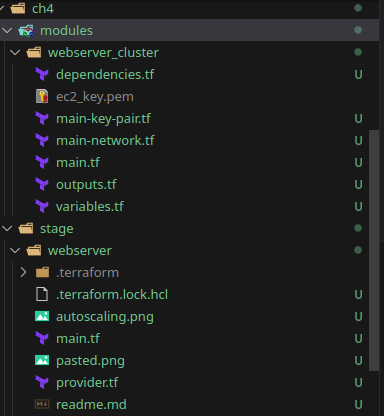 ch4
modules
webserver_cluster
dependencies.tf U
ec2_key.pem
main-key-pair.tf U
main-network.tf U
main.tf U
outputs.tf U
variables.tf U
stage
webserver
.terraform
.terraform.lock.hcl U
autoscaling.png U
main.tf U
pasted.png U
provider.tf U
readme.md U